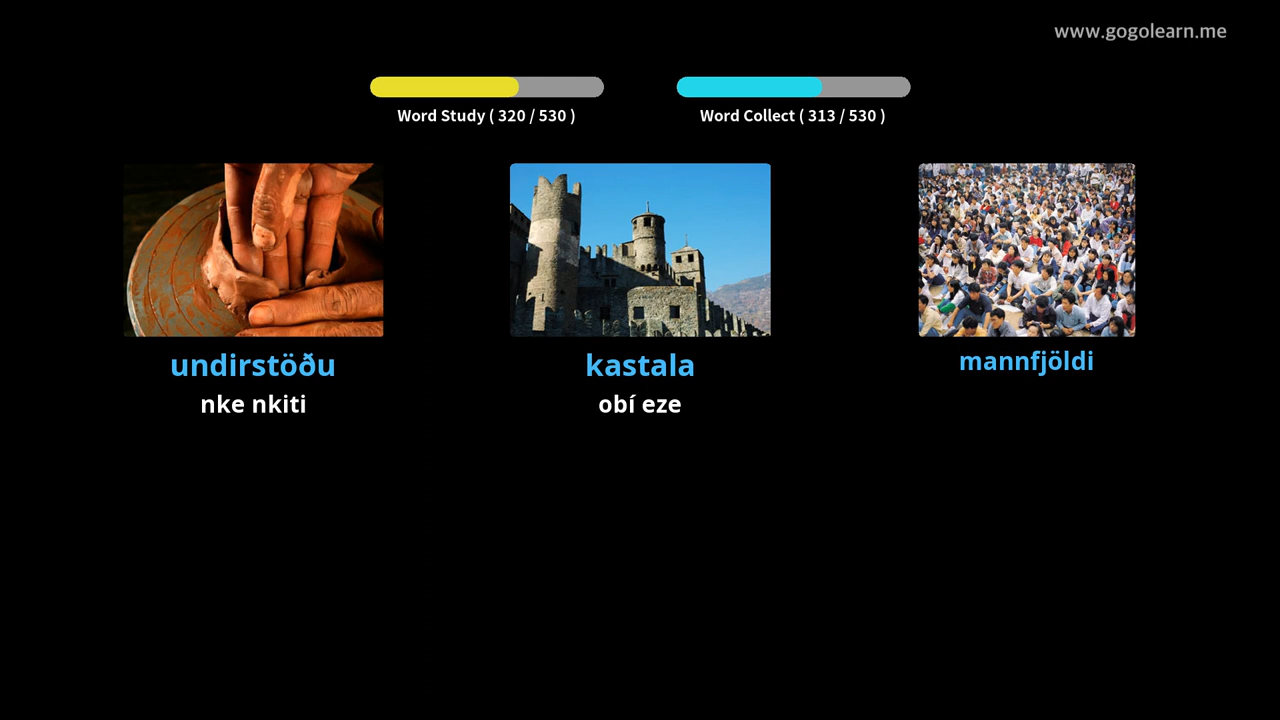 www.gogolearn.me
Word Study ( 320 / 530 )
Word Collect ( 313 / 530 )
undirstöðu
nke nkiti
kastala
obí eze
mannfjöldi